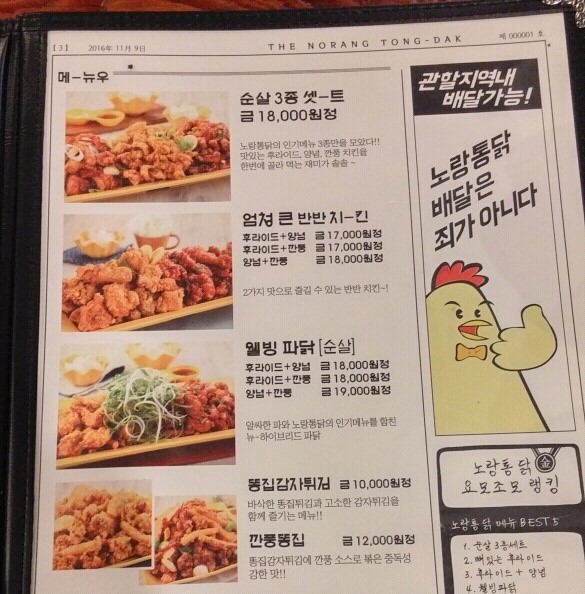 [3] 2016年 11月 9日
THE NORANG TONG-DAK
제 000001 호
메-뉴우
순살 3종 셋-트
금 18,000원정
노랑통닭의 인기메뉴 3종만을 모았다!!
맛있는 후라이드, 양념, 깐풍 치킨을
한번에 골라 먹는 재미가 솔솔~
엄청 큰 반반 치-킨
후라이드+양념 금 17,000원정
후라이드+깐풍 금 17,000원정
양념+깐풍 금 18,000원정
2가지 맛으로 즐길 수 있는 반반 치킨~!
웰빙 파닭 [순살]
후라이드+양념 금 18,000원정
후라이드+깐풍 금 18,000원정
양념+깐풍 금 19,000원정
알싸한 파와 노랑통닭의 인기메뉴를 합친
뉴-하이브리드 파닭
똥집감자튀김 금 10,000원정
바삭한 똥집튀김과 고소한 감자튀김을
함께 즐기는 메뉴!!
깐풍똥집 금 12,000원정
똥집감자튀김에 깐풍 소스로 볶은 중독성
강한 맛!!
관할지역내
배달가능!
노랑통닭
배달은
죄가 아니다
노랑통닭 金
요모조모 랭킹
노랑통닭 메뉴 BEST 5
1. 순살 3종세트
2. 뼈있는 후라이드
3. 후라이드 + 양념
4. 웰빙파닭